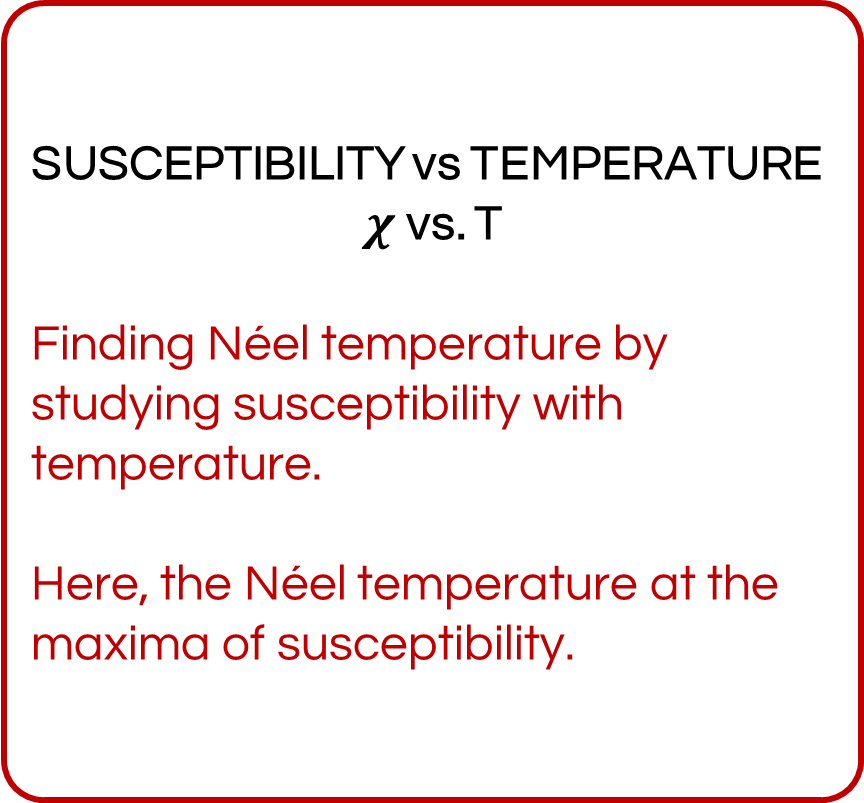 SUSCEPTIBILITY vs TEMPERATURE
𝝌 vs. T
Finding Néel temperature by
studying susceptibility with
temperature.
Here, the Néel temperature at the
maxima of susceptibility.